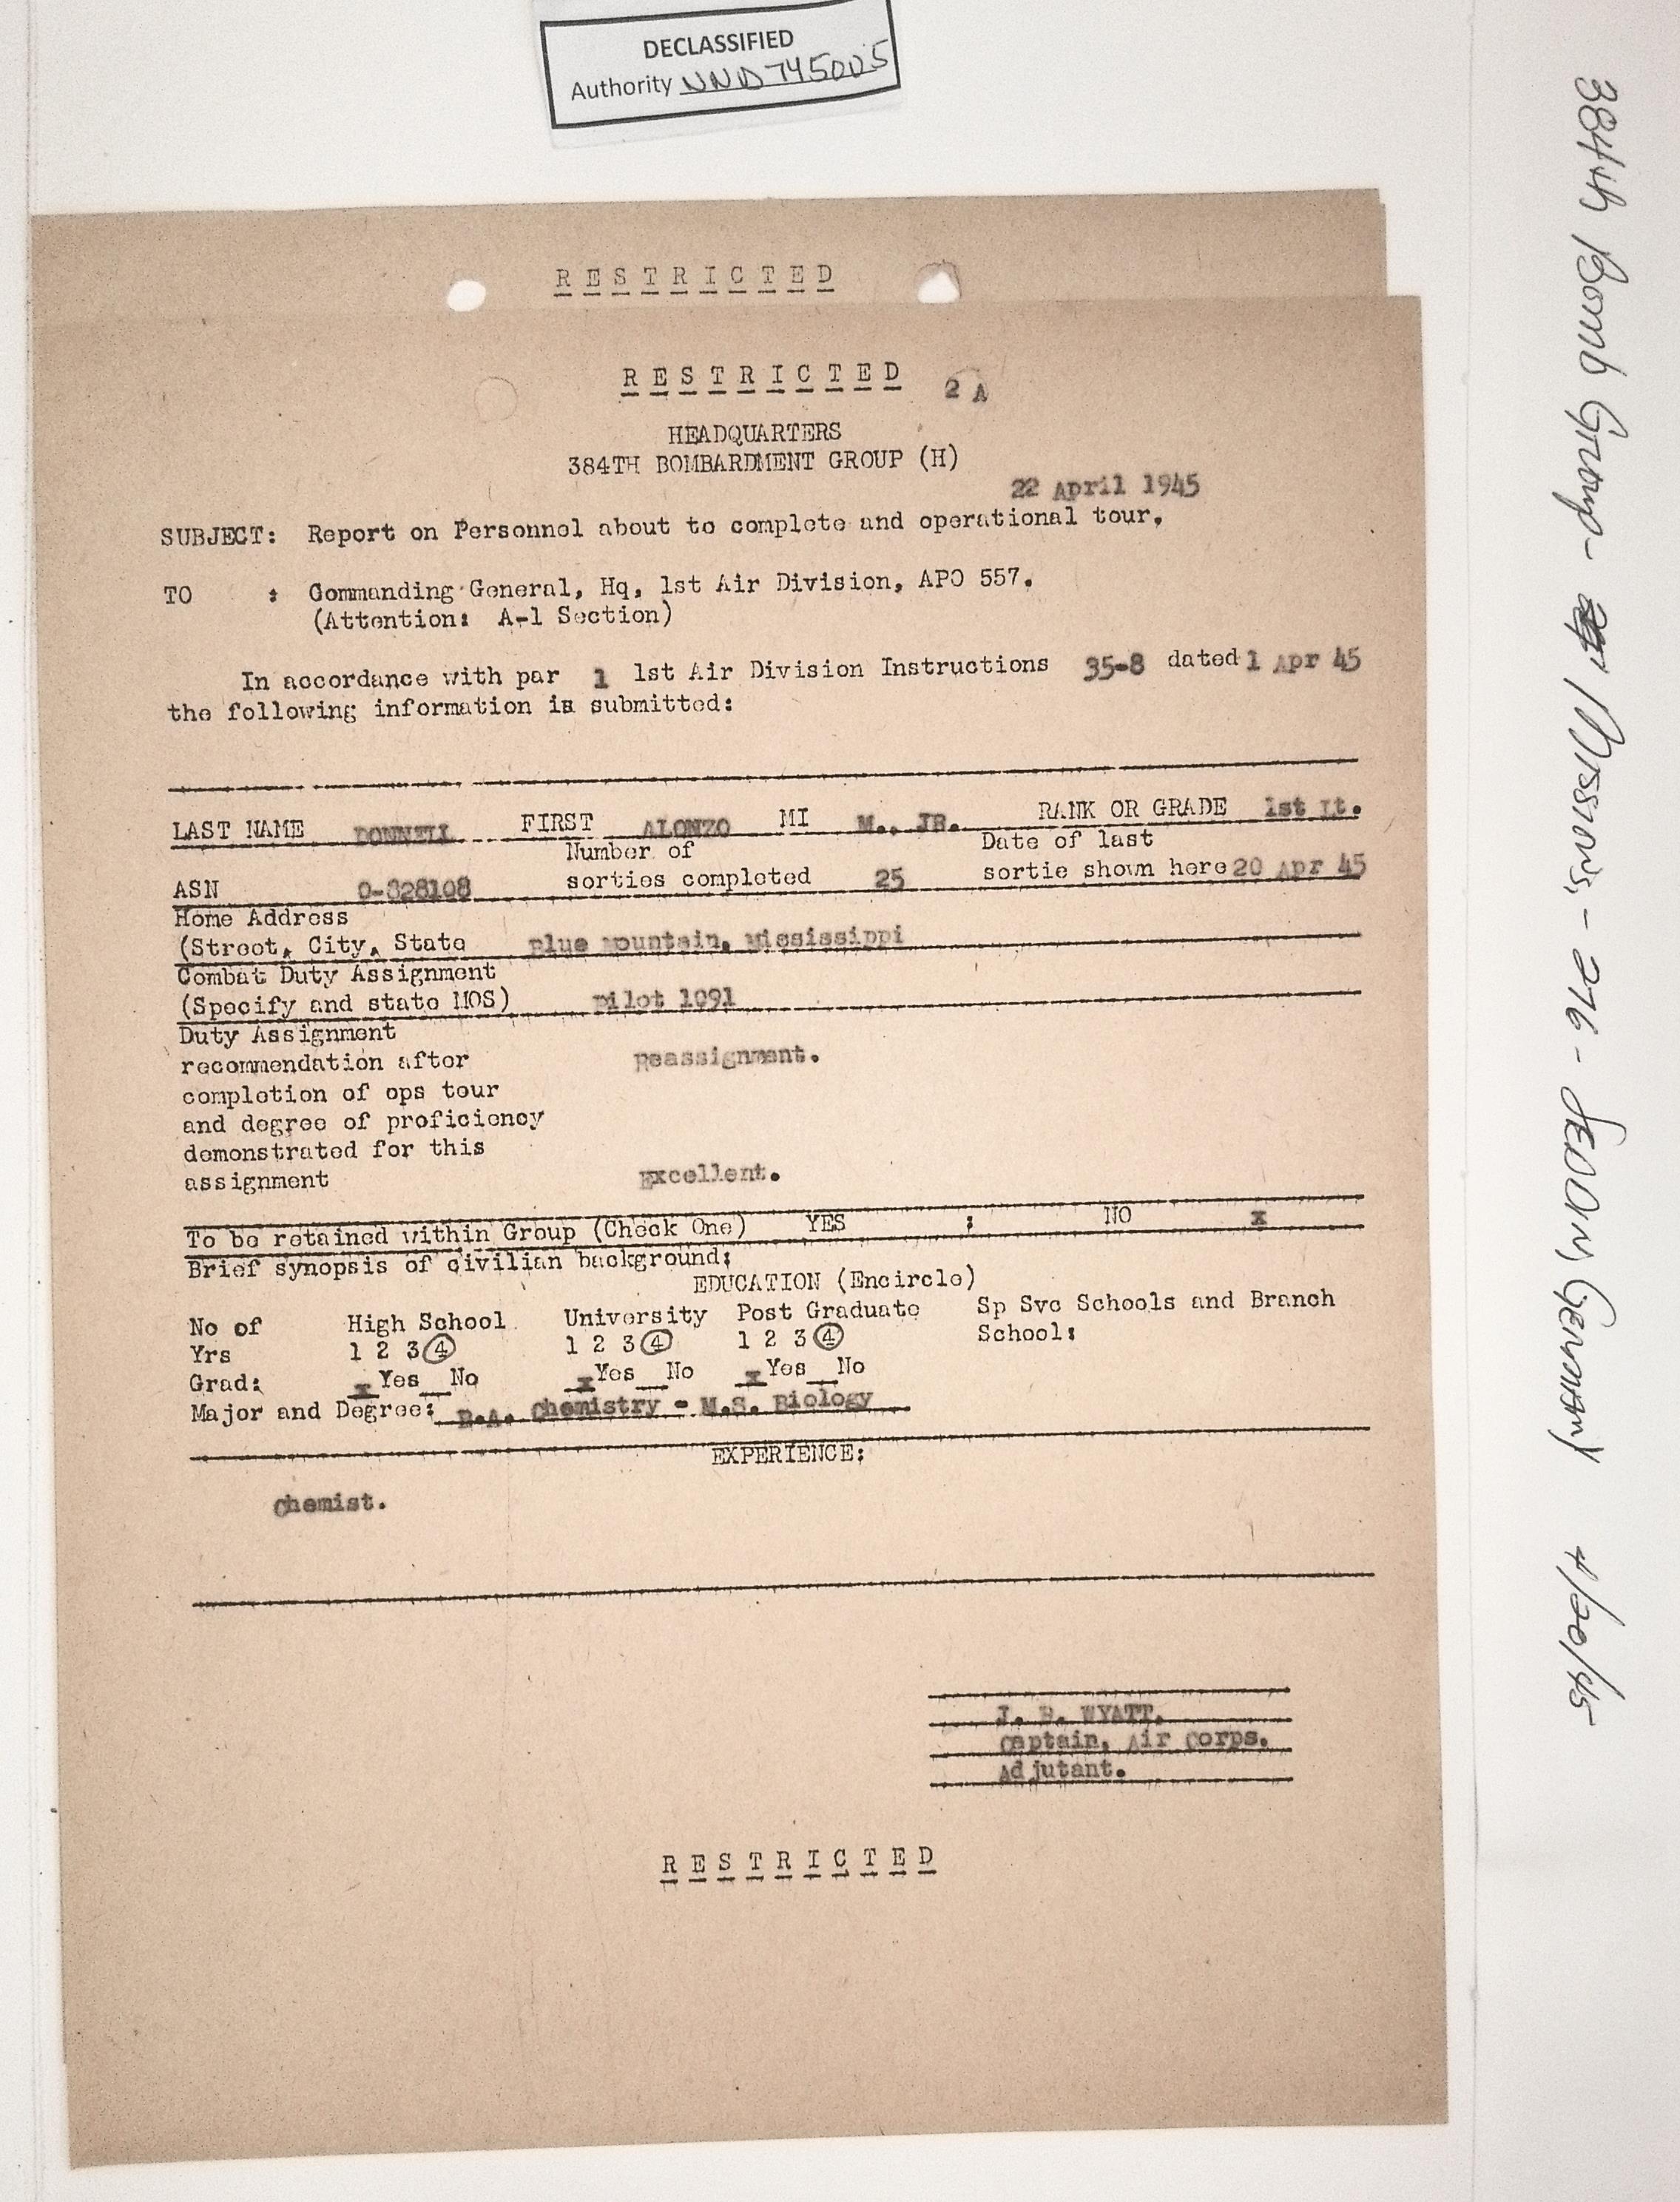 DECLASSIFIED
Authority NND 745005
RESTRICTED
RESTRICTED 2 A
HEADQUARTERS
384TH BOMBARDMENT GROUP (H)
22 April 1945
SUBJECT: Report on Personnel about to complete and operational tour.
TO : Commanding General, Hq, 1st Air Division, APO 557.
(Attention: A-1 Section)
In accordance with par 1 1st Air Division Instructions 35-8 dated 1 Apr 45
the following information is submitted:
LAST NAME DONNELL FIRST ALONZO MI M., JR. RANK OR GRADE 1st Lt.
Number of Date of last
ASN O-828108 sorties completed 25 sortie shown here 20 Apr 45
Home Address
(Street, City, State Blue Mountain, Mississippi
Combat Duty Assignment
(Specify and state MOS) Pilot 1091
Duty Assignment
recommendation after Reassignment.
completion of ops tour
and degree of proficiency
demonstrated for this
assignment Excellent.
To be retained within Group (Check One) YES : NO x
Brief synopsis of civilian background:
EDUCATION (Encircle)
No of High School University Post Graduate Sp Svc Schools and Branch
Yrs 1 2 3 4 1 2 3 4 1 2 3 4 School:
Grad: x Yes No x Yes No x Yes No
Major and Degree: B.A. Chemistry - M.S. Biology
EXPERIENCE:
Chemist.
J. B. WYATT.
Captain, Air Corps.
Adjutant.
RESTRICTED
384th Bomb Group - Missions, - 276 - Seddin, Germany 4/20/45